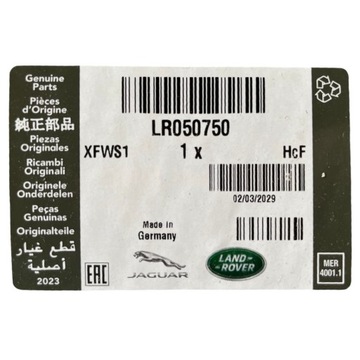 Genuine
Parts
Pièces
d'Origine
純正部品
Piezas
Originales
Ricambi
Originali
Originele
Onderdelen
Peças
Genuinas
Originalteile
قطع غيار
أصلية
2023
LR050750
XFWS1
1 x
HcF
02/03/2029
Made in
Germany
EAC
JAGUAR
LAND-
ROVER
MER
4001.1